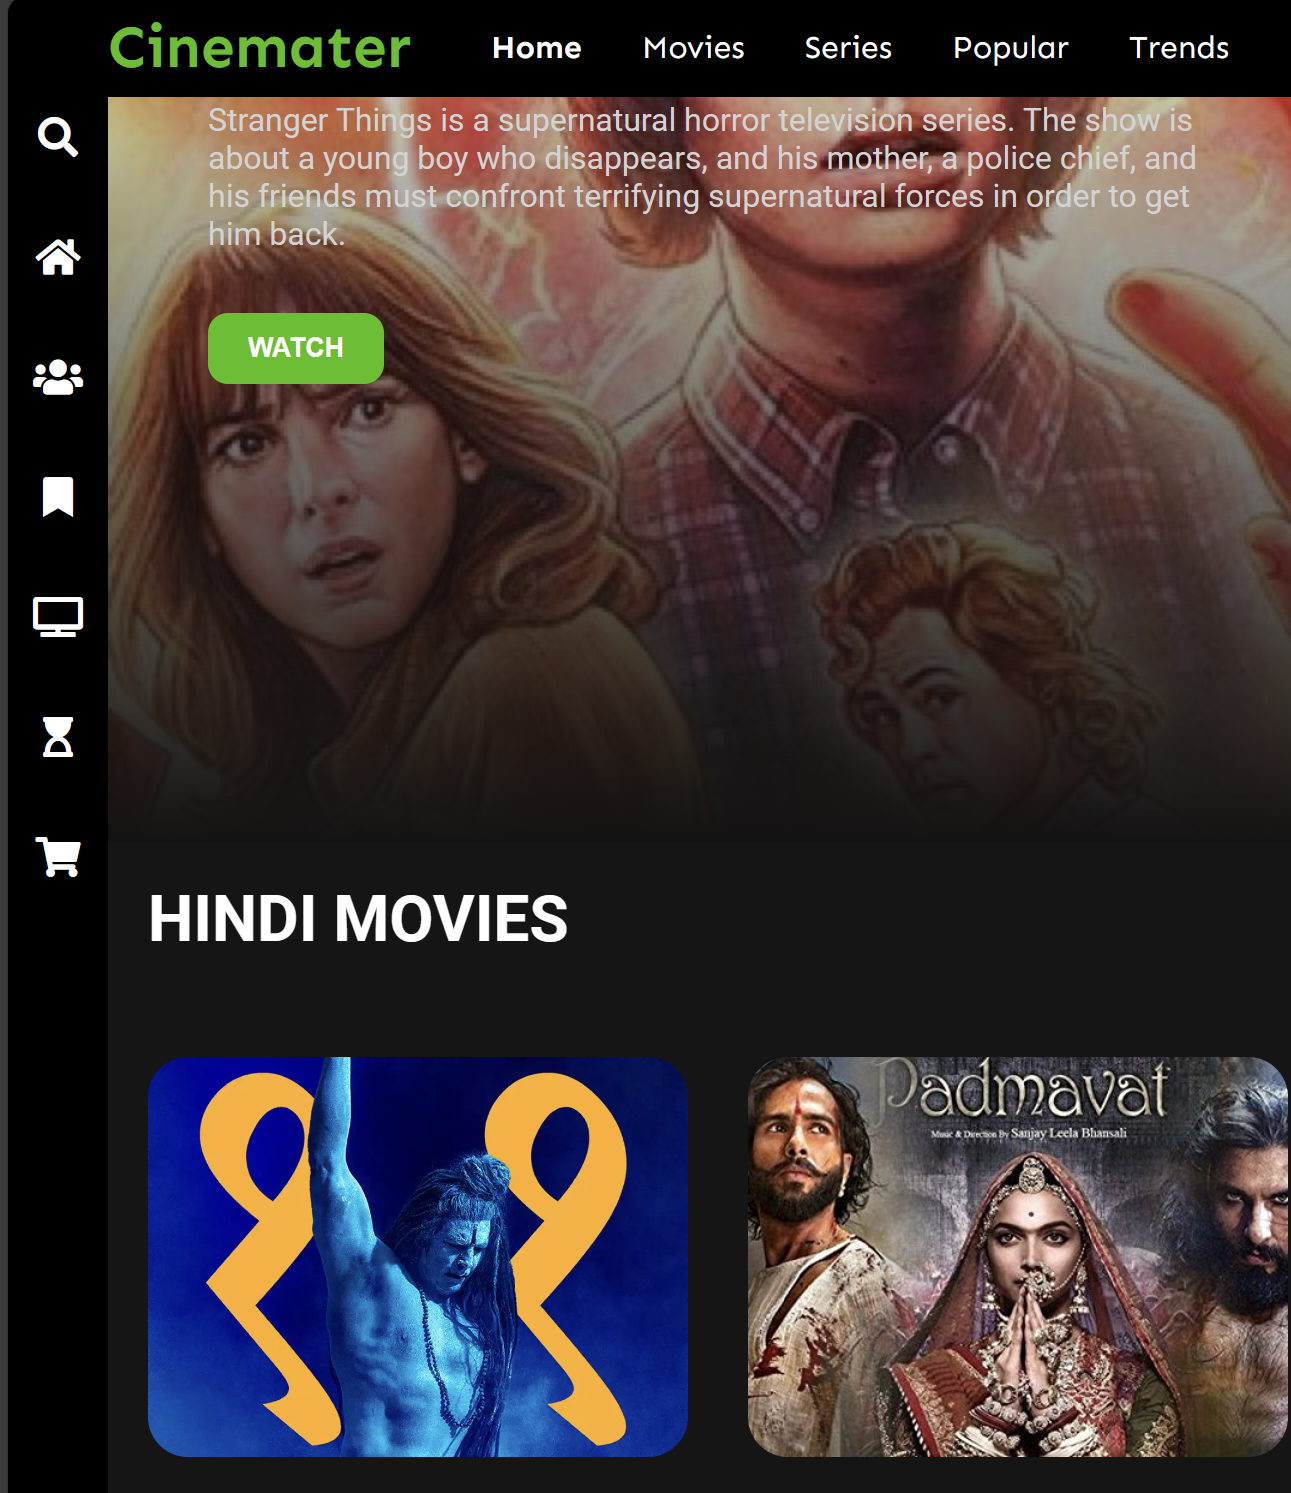 Cinemater
Home Movies Series Popular Trends
Stranger Things is a supernatural horror television series. The show is
about a young boy who disappears, and his mother, a police chief, and
his friends must confront terrifying supernatural forces in order to get
him back.
WATCH
HINDI MOVIES
११
Padmavat
Music & Direction By Sanjay Leela Bhansali